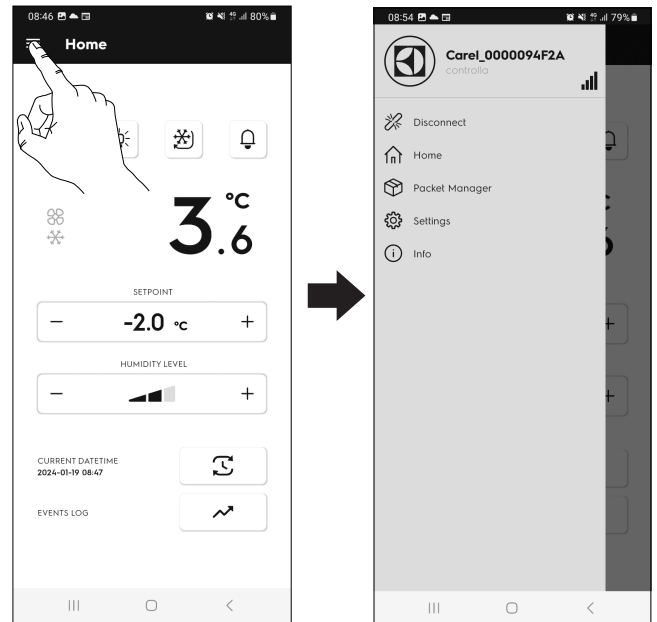 08:46 80%
Home
3.6 °C
SETPOINT
− -2.0 °C +
HUMIDITY LEVEL
− +
CURRENT DATETIME
2024-01-19 08:47
EVENTS LOG
08:54 79%
Carel_0000094F2A
controlla
Disconnect
Home
Packet Manager
Settings
Info